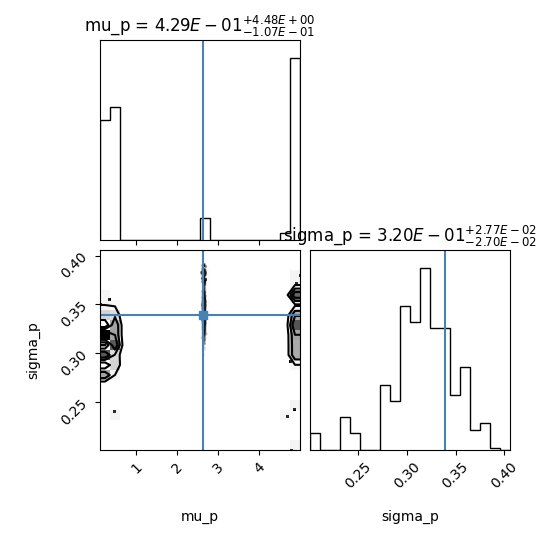 mu_p = 4.29E − 01+4.48E + 00
−1.07E − 01
sigma_p = 3.20E − 01+2.77E − 02
−2.70E − 02
0.40
0.35
0.30
0.25
sigma_p
1
2
3
4
mu_p
0.25
0.30
0.35
0.40
sigma_p